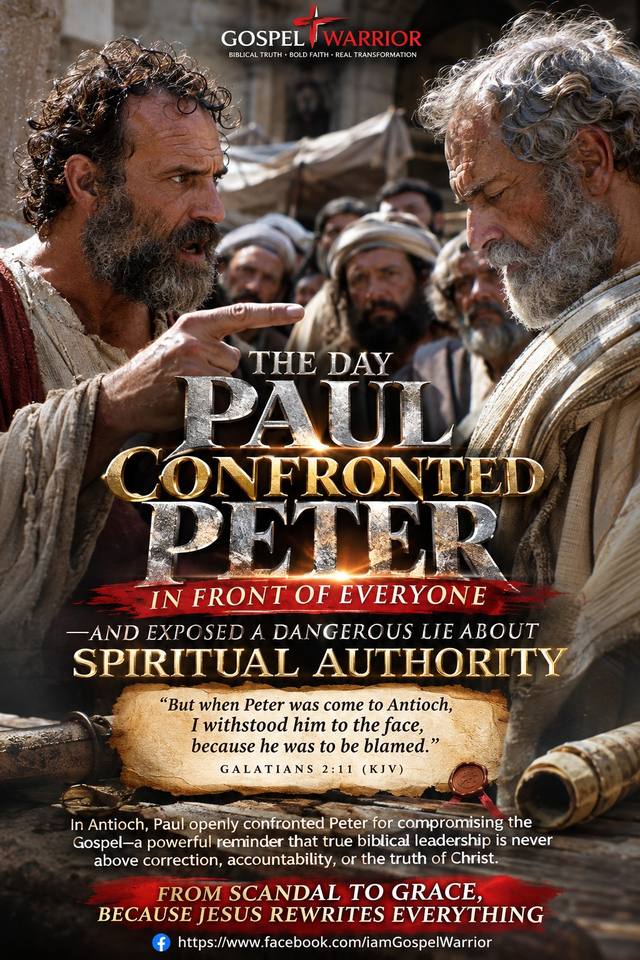 GOSPEL WARRIOR
BIBLICAL TRUTH • BOLD FAITH • REAL TRANSFORMATION
THE DAY
PAUL
CONFRONTED
PETER
IN FRONT OF EVERYONE
—AND EXPOSED A DANGEROUS LIE ABOUT
SPIRITUAL AUTHORITY
“But when Peter was come to Antioch,
I withstood him to the face,
because he was to be blamed.”
GALATIANS 2:11 (KJV)
In Antioch, Paul openly confronted Peter for compromising the
Gospel—a powerful reminder that true biblical leadership is never
above correction, accountability, or the truth of Christ.
FROM SCANDAL TO GRACE,
BECAUSE JESUS REWRITES EVERYTHING
https://www.facebook.com/iamGospelWarrior